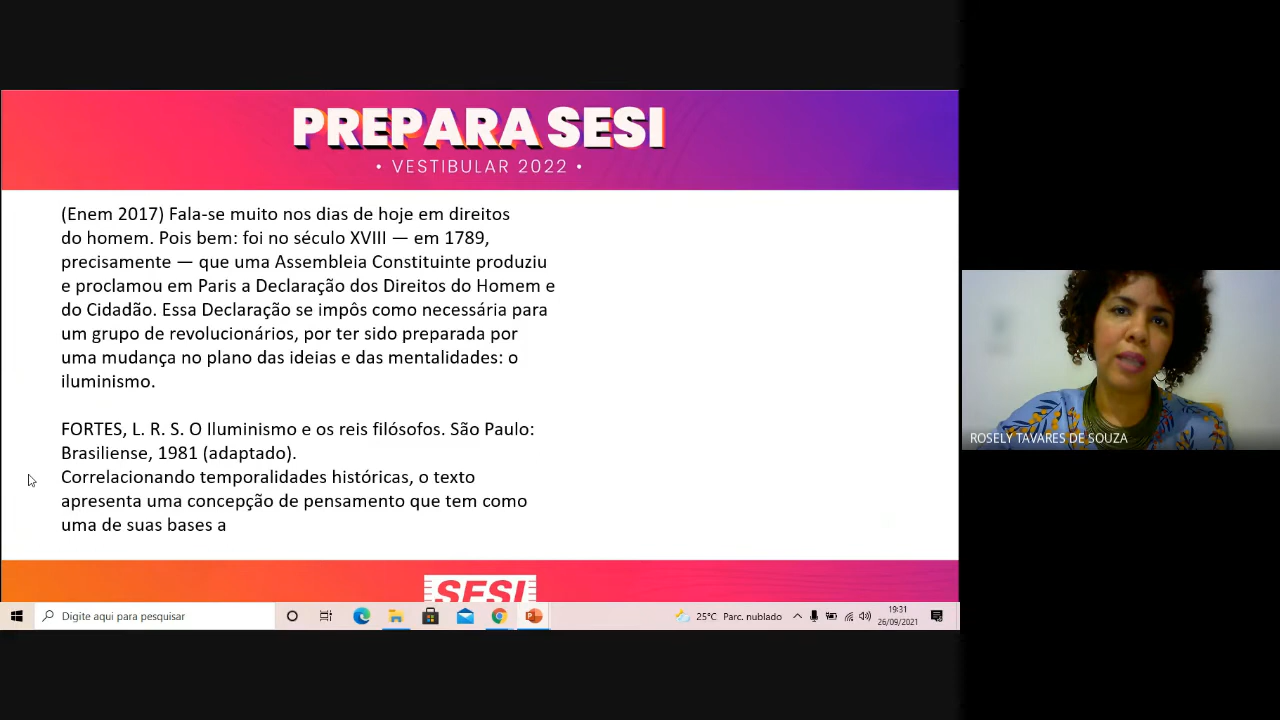 PREPARA SESI
• VESTIBULAR 2022 •
(Enem 2017) Fala-se muito nos dias de hoje em direitos
do homem. Pois bem: foi no século XVIII — em 1789,
precisamente — que uma Assembleia Constituinte produziu
e proclamou em Paris a Declaração dos Direitos do Homem e
do Cidadão. Essa Declaração se impôs como necessária para
um grupo de revolucionários, por ter sido preparada por
uma mudança no plano das ideias e das mentalidades: o
iluminismo.
FORTES, L. R. S. O Iluminismo e os reis filósofos. São Paulo:
Brasiliense, 1981 (adaptado).
Correlacionando temporalidades históricas, o texto
apresenta uma concepção de pensamento que tem como
uma de suas bases a
SESI
Digite aqui para pesquisar
25°C Parc. nublado
19:31
26/09/2021
ROSELY TAVARES DE SOUZA